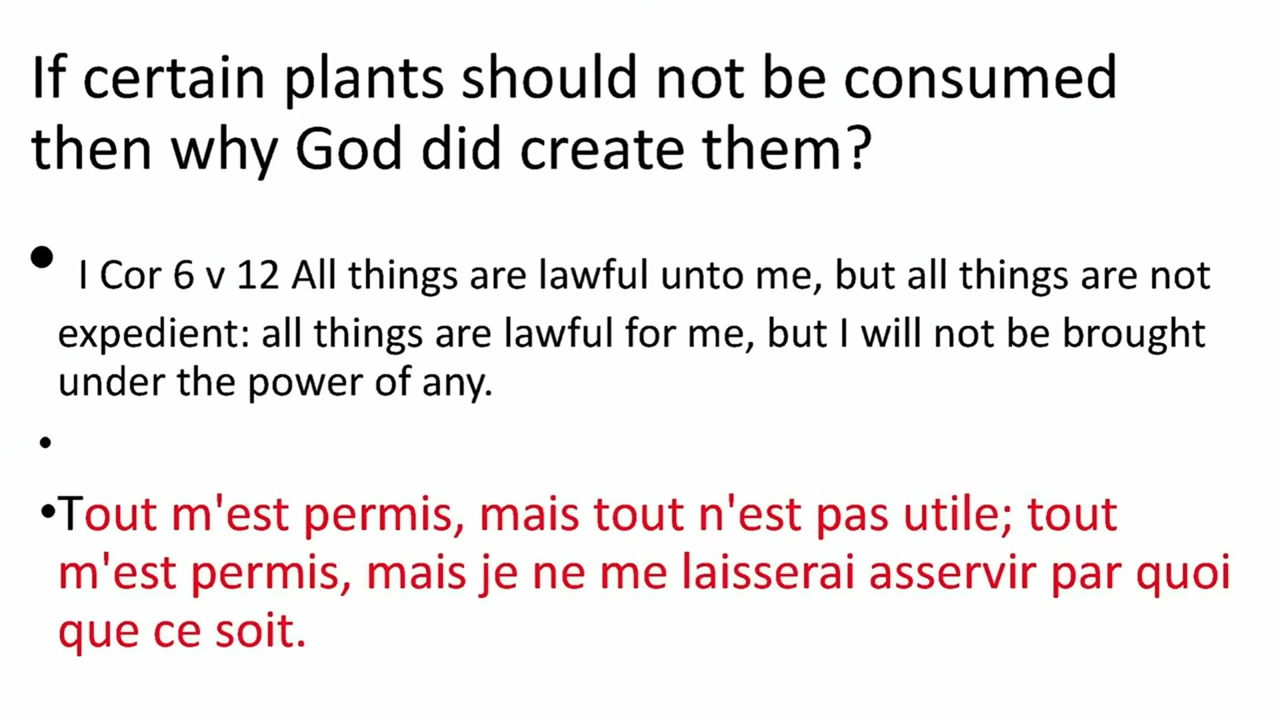 If certain plants should not be consumed
then why God did create them?
• I Cor 6 v 12 All things are lawful unto me, but all things are not
expedient: all things are lawful for me, but I will not be brought
under the power of any.
•
•Tout m'est permis, mais tout n'est pas utile; tout
m'est permis, mais je ne me laisserai asservir par quoi
que ce soit.